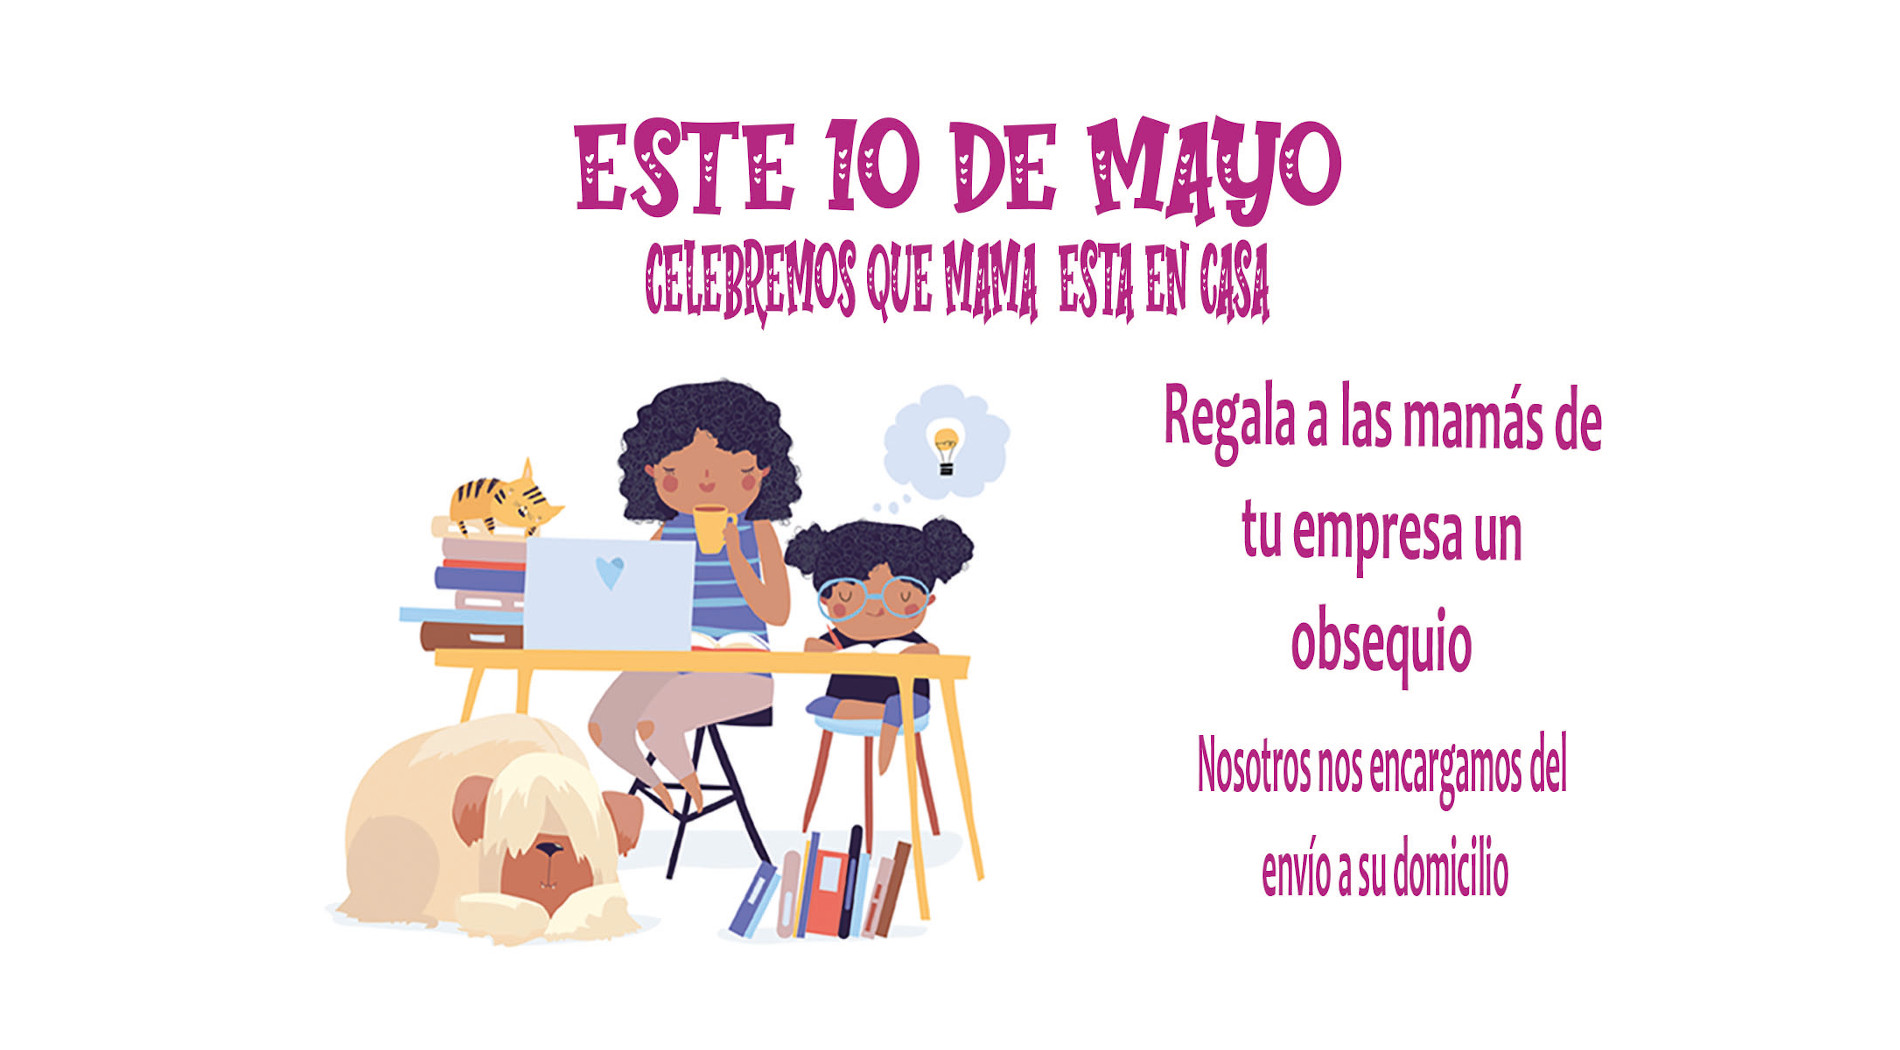 ESTE 10 DE MAYO
CELEBREMOS QUE MAMA ESTA EN CASA
Regala a las mamás de
tu empresa un
obsequio
Nosotros nos encargamos del
envío a su domicilio